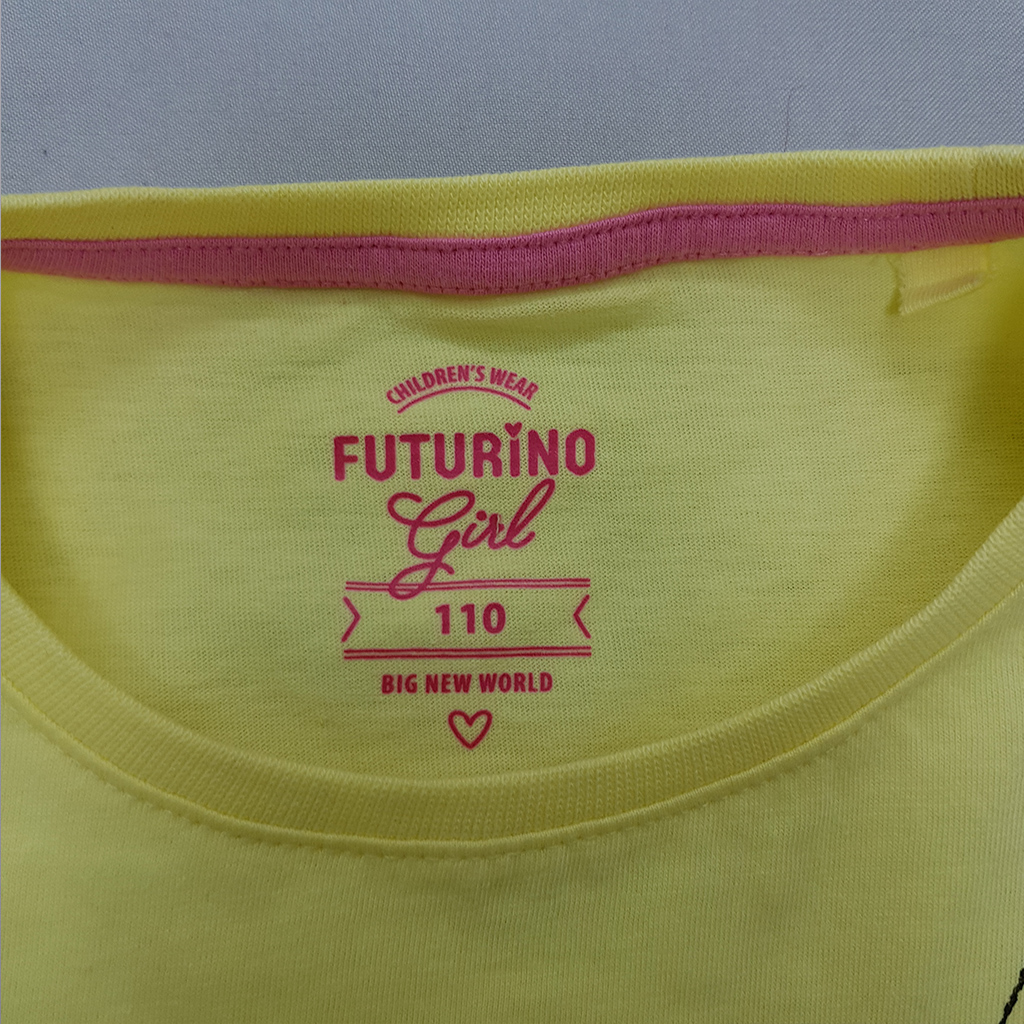 CHILDREN'S WEAR
FUTURINO
Girl
110
BIG NEW WORLD